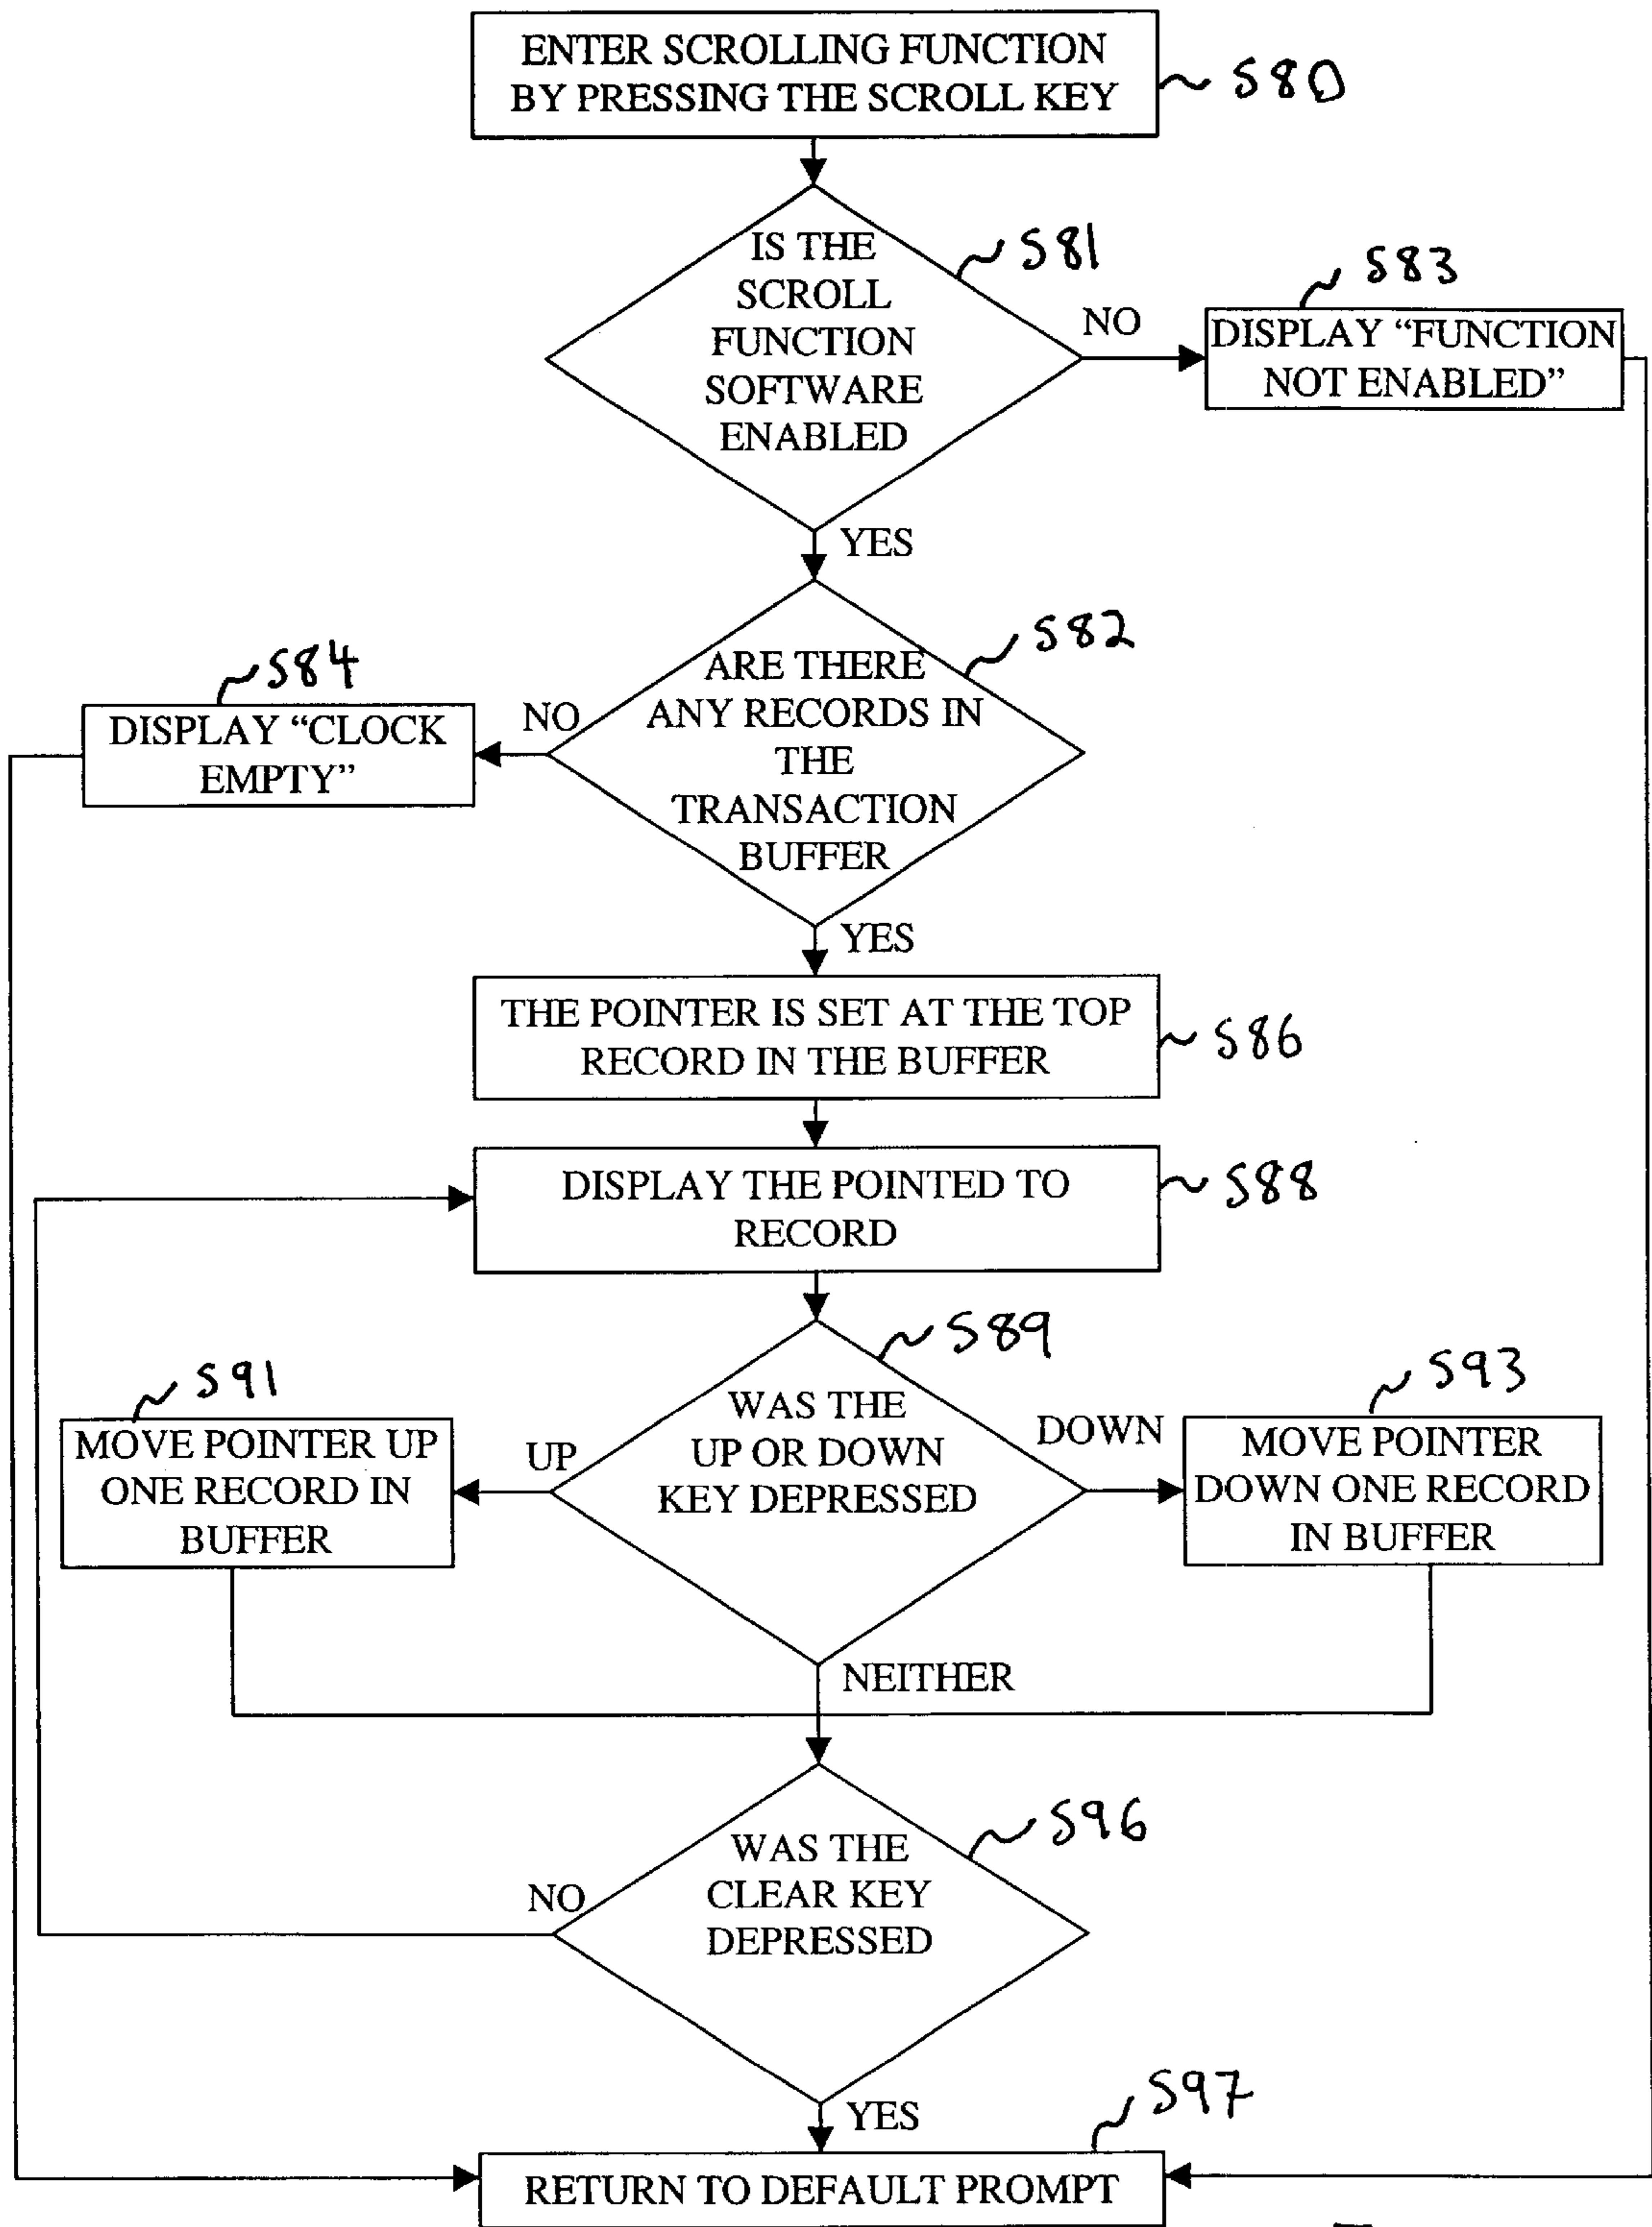 ENTER SCROLLING FUNCTION
BY PRESSING THE SCROLL KEY
S80
IS THE
SCROLL
FUNCTION
SOFTWARE
ENABLED
S81
NO
S83
DISPLAY “FUNCTION
NOT ENABLED”
YES
S82
ARE THERE
ANY RECORDS IN
THE
TRANSACTION
BUFFER
NO
S84
DISPLAY “CLOCK
EMPTY”
YES
THE POINTER IS SET AT THE TOP
RECORD IN THE BUFFER
S86
DISPLAY THE POINTED TO
RECORD
S88
S89
WAS THE
UP OR DOWN
KEY DEPRESSED
UP
S91
MOVE POINTER UP
ONE RECORD IN
BUFFER
DOWN
S93
MOVE POINTER
DOWN ONE RECORD
IN BUFFER
NEITHER
S96
WAS THE
CLEAR KEY
DEPRESSED
NO
YES
S97
RETURN TO DEFAULT PROMPT